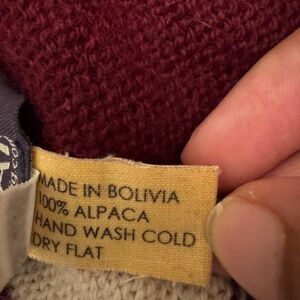 MADE IN BOLIVIA
100% ALPACA
HAND WASH COLD
DRY FLAT